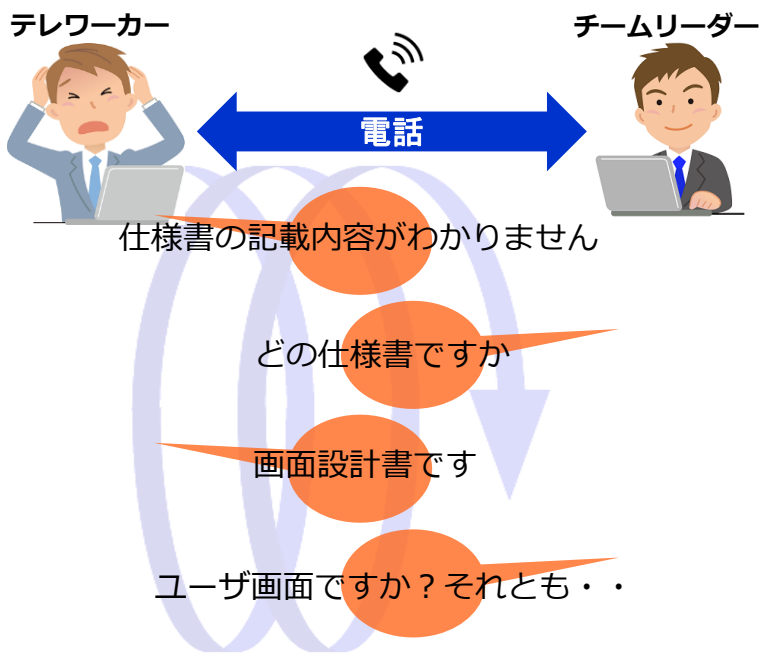 テレワーカー
チームリーダー
電話
仕様書の記載内容がわかりません
どの仕様書ですか
画面設計書です
ユーザ画面ですか？それとも・・